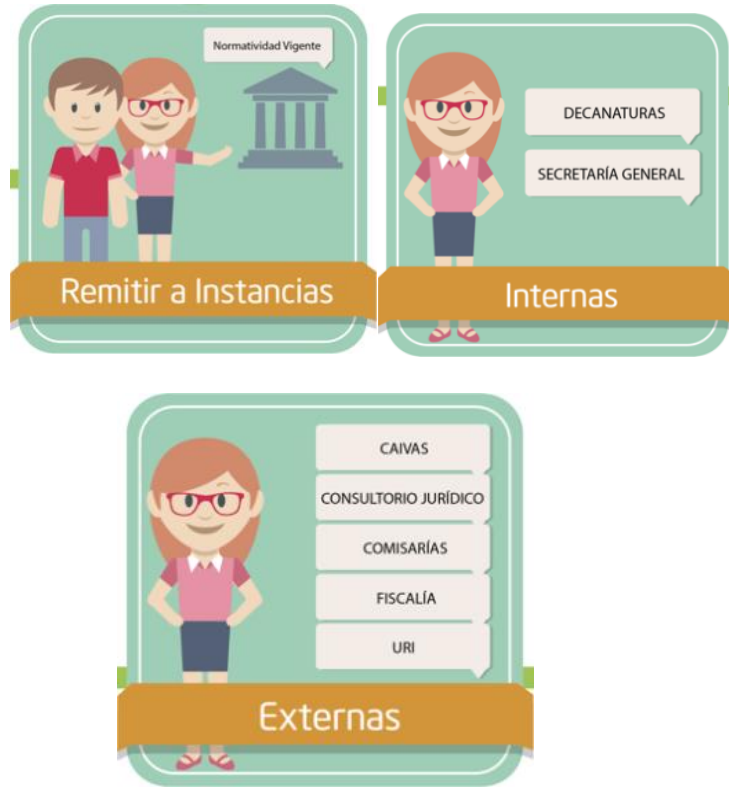 Normatividad Vigente
Remitir a Instancias
DECANATURAS
SECRETARÍA GENERAL
Internas
CAIVAS
CONSULTORIO JURÍDICO
COMISARÍAS
FISCALÍA
URI
Externas